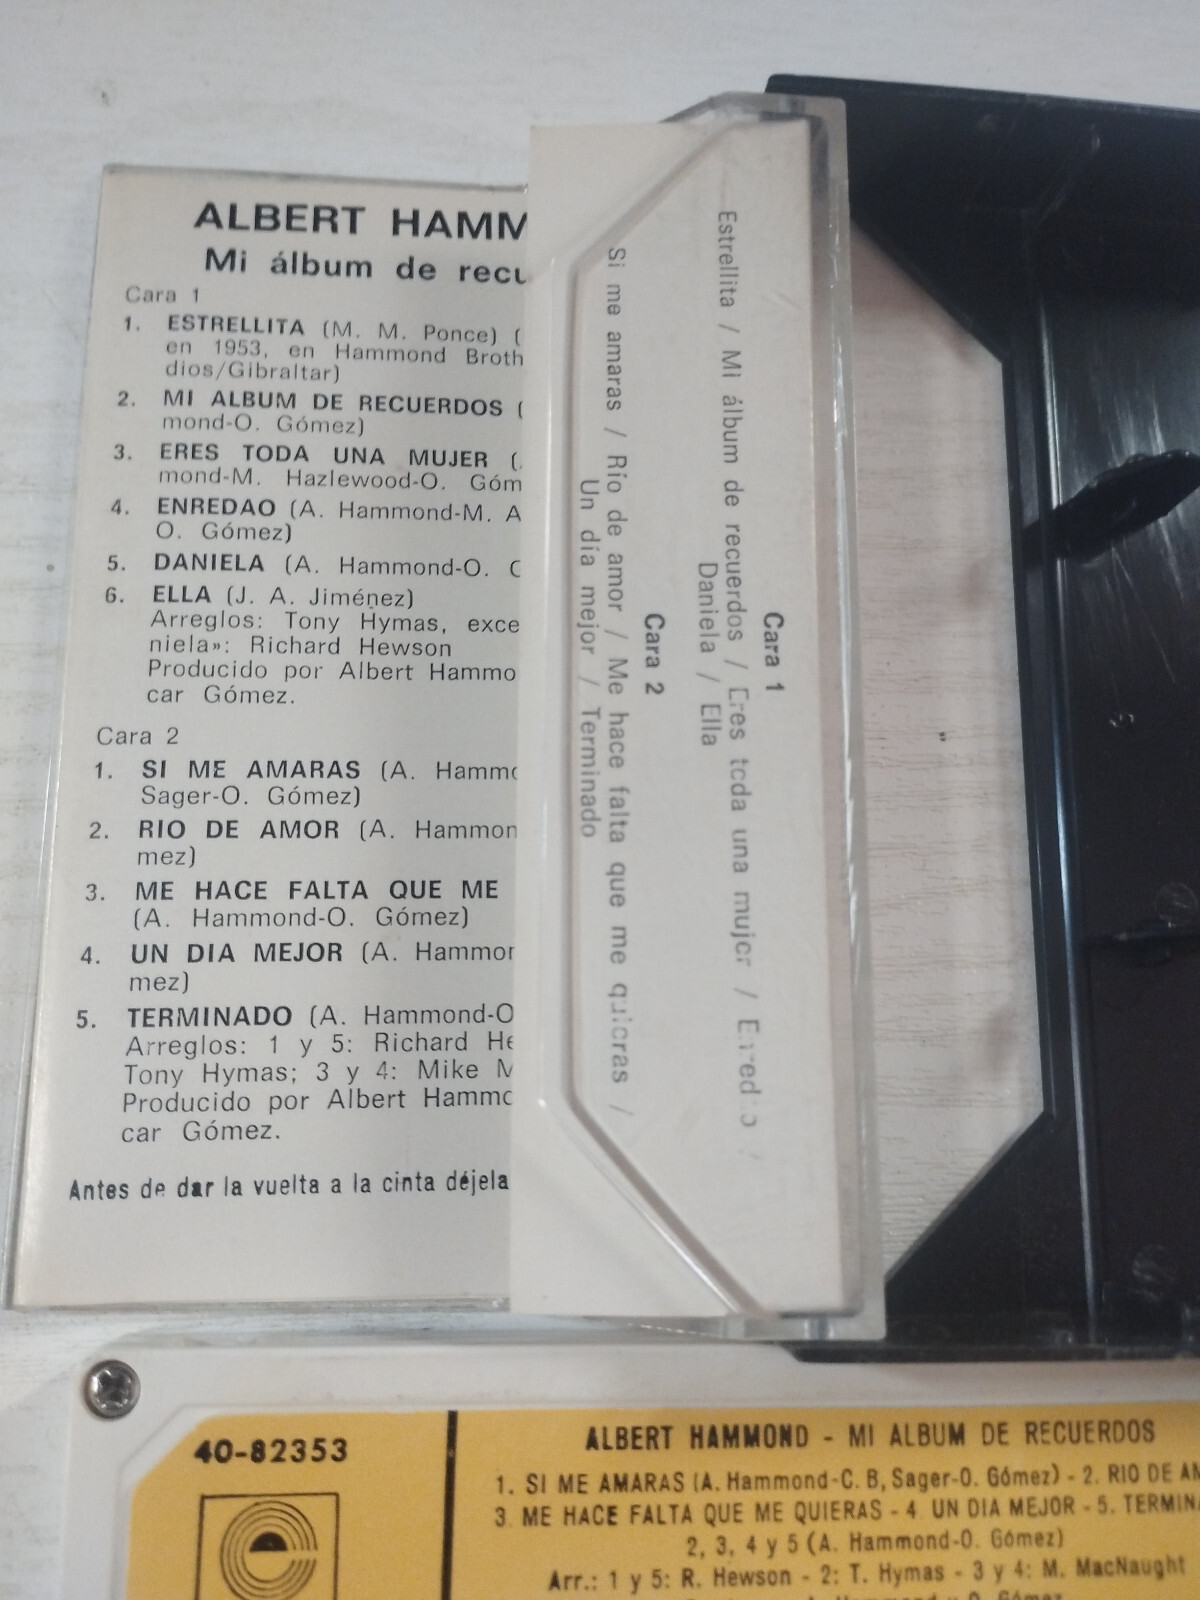 ALBERT HAMM
Mi álbum de recu
Cara 1
1. ESTRELLITA (M. M. Ponce) (
en 1953, en Hammond Broth
dios/Gibraltar)
2. MI ALBUM DE RECUERDOS (
mond-O. Gómez)
3. ERES TODA UNA MUJER (.
mond-M. Hazlewood-O. Góm
4. ENREDAO (A. Hammond-M. A
O. Gómez)
5. DANIELA (A. Hammond-O. G
6. ELLA (J. A. Jiménez)
Arreglos: Tony Hymas, exce
niela»: Richard Hewson
Producido por Albert Hammo
car Gómez.
Cara 2
1. SI ME AMARAS (A. Hammo
Sager-O. Gómez)
2. RIO DE AMOR (A. Hammon
mez)
3. ME HACE FALTA QUE ME
(A. Hammond-O. Gómez)
4. UN DIA MEJOR (A. Hammor
mez)
5. TERMINADO (A. Hammond-O
Arreglos: 1 y 5: Richard He
Tony Hymas; 3 y 4: Mike M
Producido por Albert Hammo
car Gómez.
Antes de dar la vuelta a la cinta déjela
Cara 1
Estrellita / Mi álbum de recuerdos / Eres toda una mujer / Enredao /
Daniela / Ella
Cara 2
Si me amaras / Río de amor / Me hace falta que me quieras /
Un día mejor / Terminado
40-82353
ALBERT HAMMOND - MI ALBUM DE RECUERDOS
1. SI ME AMARAS (A. Hammond-C. B, Sager-O. Gómez) - 2. RIO DE AM
3. ME HACE FALTA QUE ME QUIERAS - 4. UN DIA MEJOR - 5. TERMINA
2, 3, 4 y 5 (A. Hammond-O. Gómez)
Arr.: 1 y 5: R. Hewson - 2: T. Hymas - 3 y 4: M. MacNaught